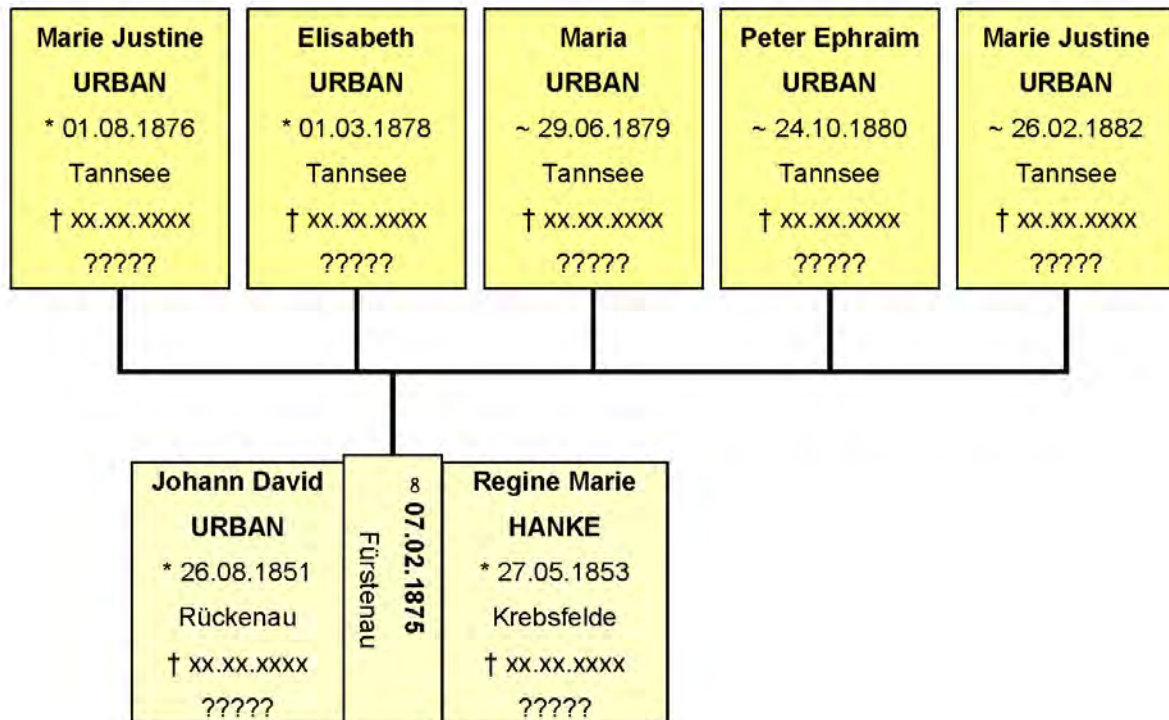 Marie Justine
URBAN
* 01.08.1876
Tannsee
† xx.xx.xxxx
?????
Elisabeth
URBAN
* 01.03.1878
Tannsee
† xx.xx.xxxx
?????
Maria
URBAN
~ 29.06.1879
Tannsee
† xx.xx.xxxx
?????
Peter Ephraim
URBAN
~ 24.10.1880
Tannsee
† xx.xx.xxxx
?????
Marie Justine
URBAN
~ 26.02.1882
Tannsee
† xx.xx.xxxx
?????
Johann David
URBAN
* 26.08.1851
Rückenau
† xx.xx.xxxx
?????
8 07.02.1875
Fürstenau
Regine Marie
HANKE
* 27.05.1853
Krebsfelde
† xx.xx.xxxx
?????